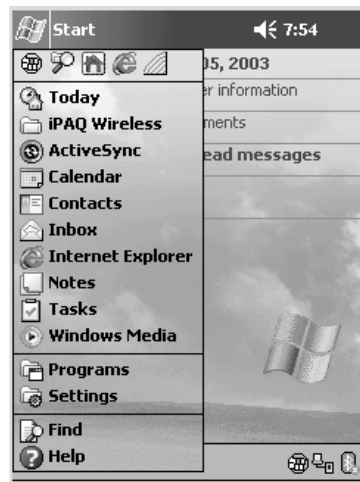 Start 7:54
05, 2003
Today er information
iPAQ Wireless ments
ActiveSync ead messages
Calendar
Contacts
Inbox
Internet Explorer
Notes
Tasks
Windows Media
Programs
Settings
Find
Help